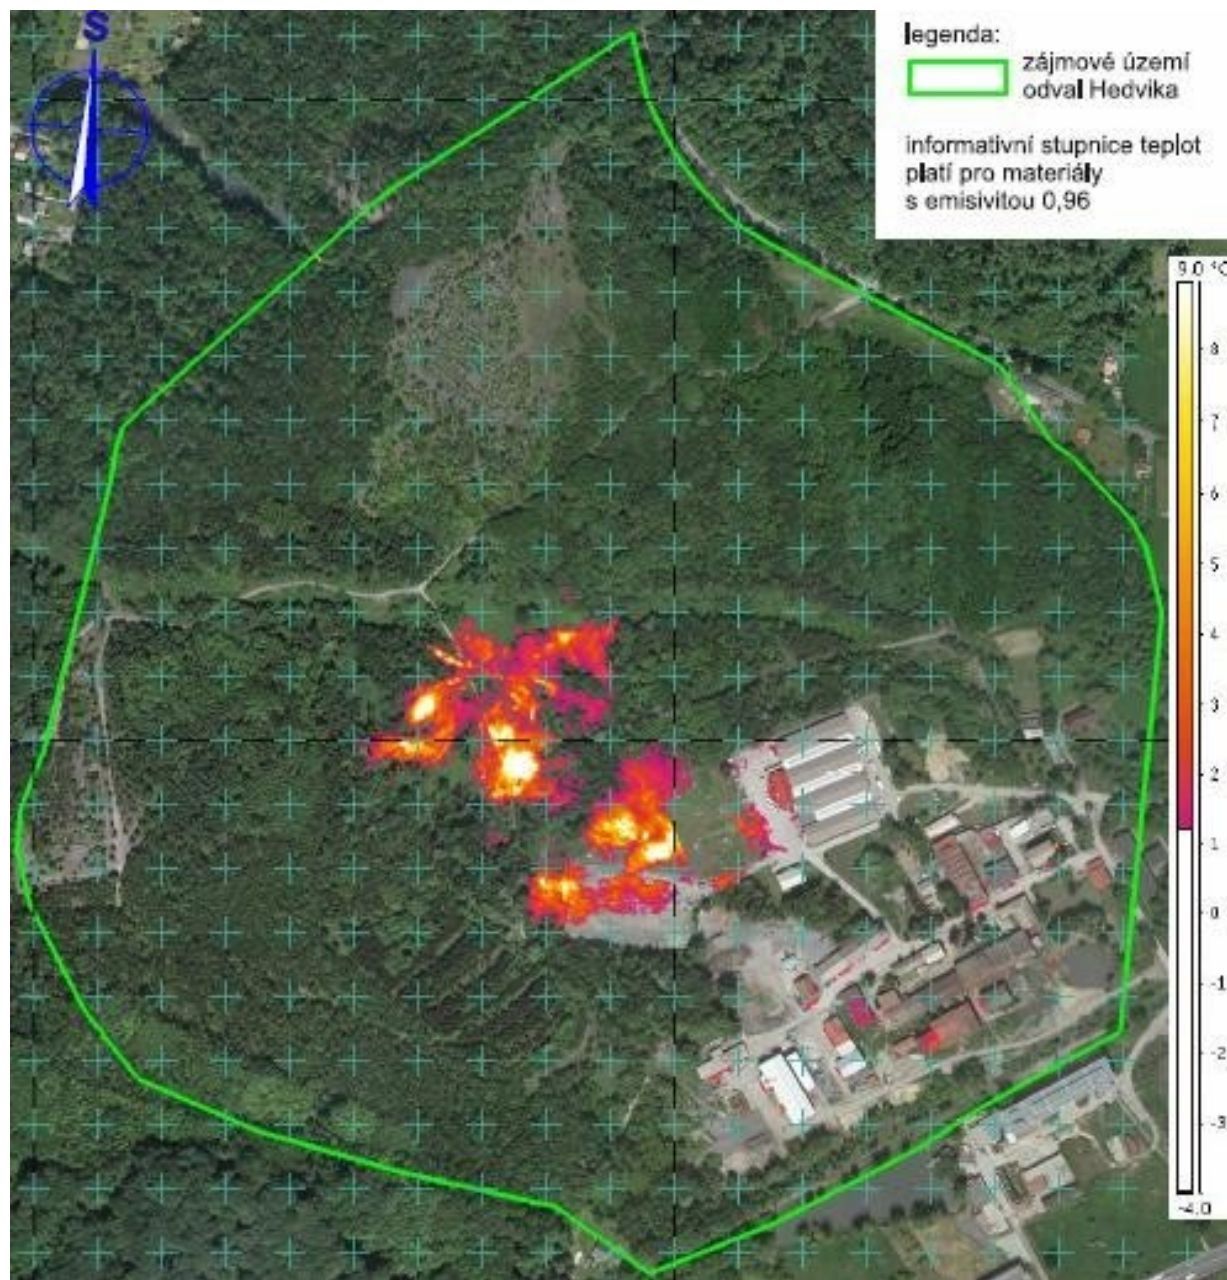 S
legenda:
zájmové území
odval Hedvika
informativní stupnice teplot
platí pro materiály
s emisivitou 0,96
9.0 °C
8
7
6
5
4
3
2
1
0
-1
-2
-3
-4.0